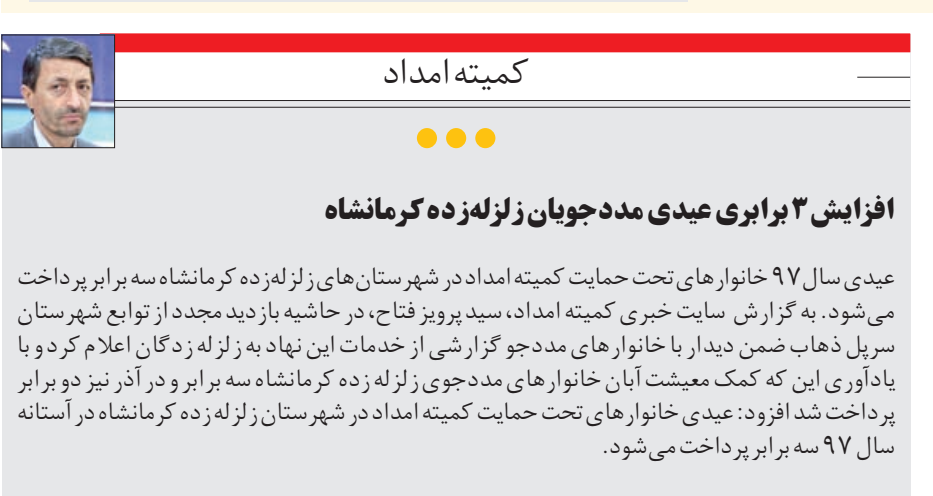 کمیته امداد
افزایش ۳ برابری عیدی مددجویان زلزله‌زده کرمانشاه
عیدی سال ۹۷ خانوارهای تحت حمایت کمیته امداد در شهرستان‌های زلزله‌زده کرمانشاه سه برابر پرداخت
می‌شود. به گزارش سایت خبری کمیته امداد، سید پرویز فتاح، در حاشیه بازدید مجدد از توابع شهرستان
سرپل ذهاب ضمن دیدار با خانوارهای مددجو گزارشی از خدمات این نهاد به زلزله زدگان اعلام کرد و با
یادآوری این که کمک معیشت آبان خانوارهای مددجوی زلزله زده کرمانشاه سه برابر و در آذر نیز دو برابر
پرداخت شد افزود: عیدی خانوارهای تحت حمایت کمیته امداد در شهرستان زلزله زده کرمانشاه در آستانه
سال ۹۷ سه برابر پرداخت می‌شود.